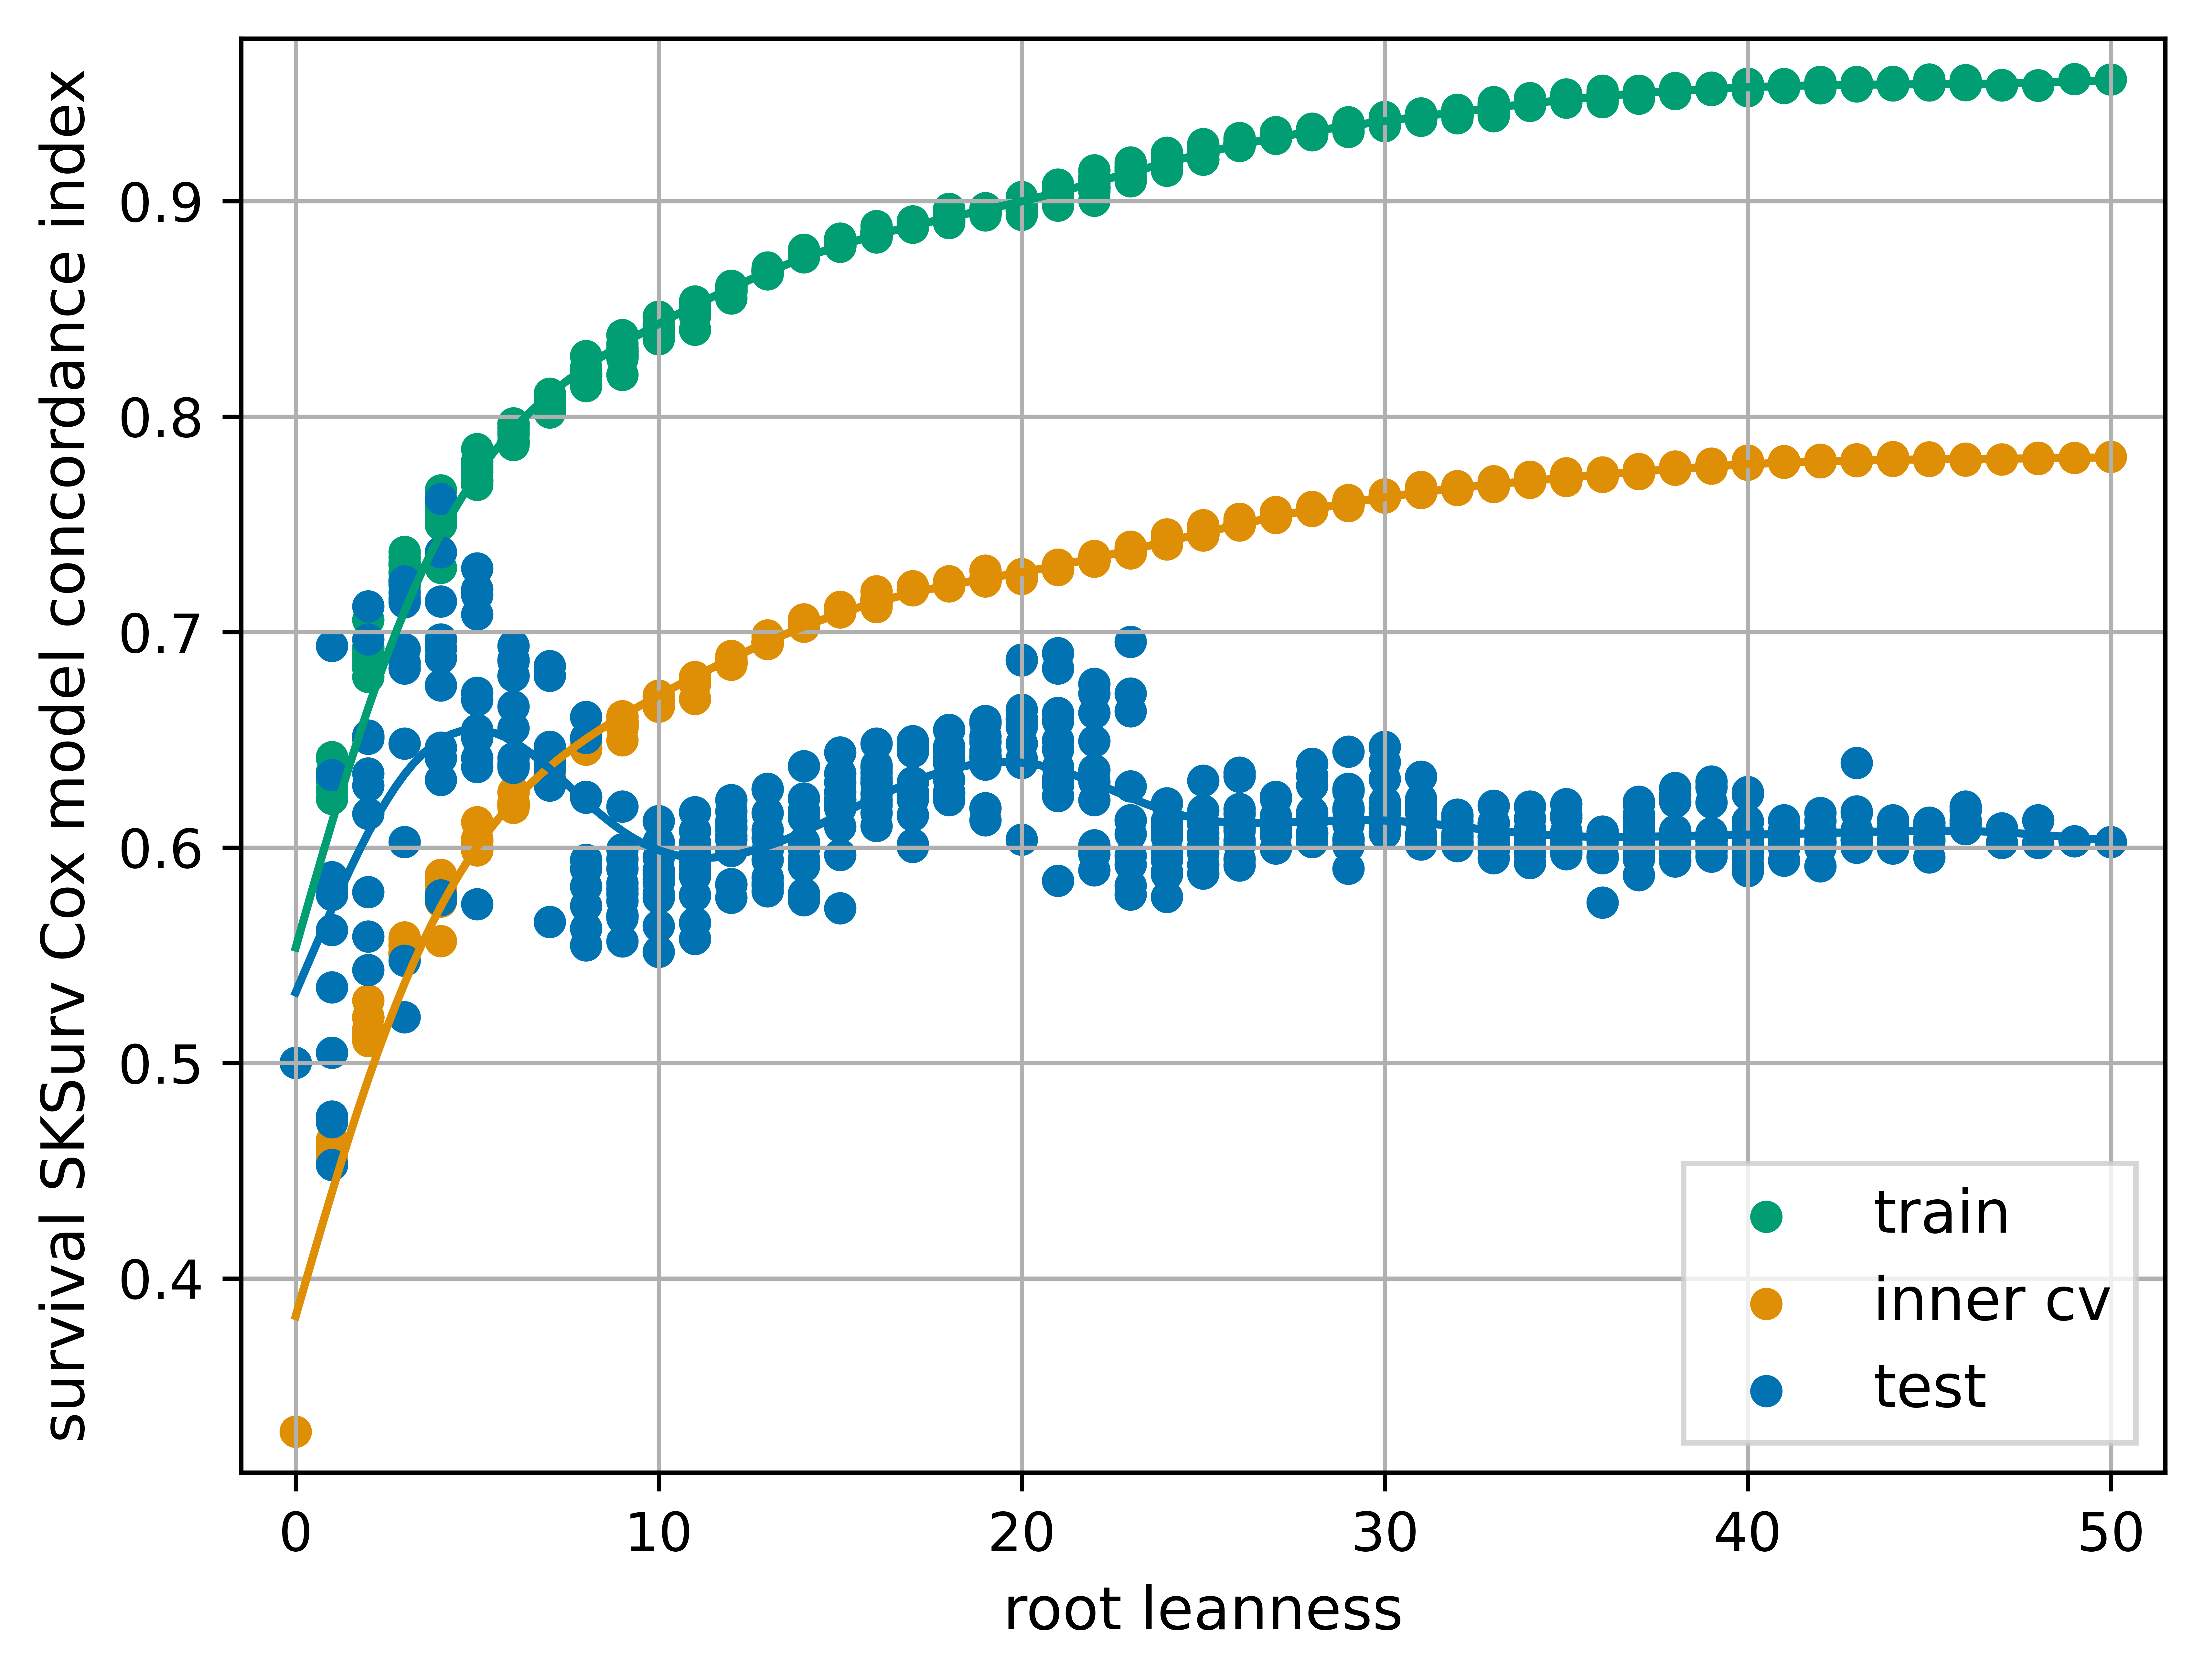 survival SKSurv Cox model concordance index
0.9
0.8
0.7
0.6
0.5
0.4
train
inner cv
test
0 10 20 30 40 50
root leanness